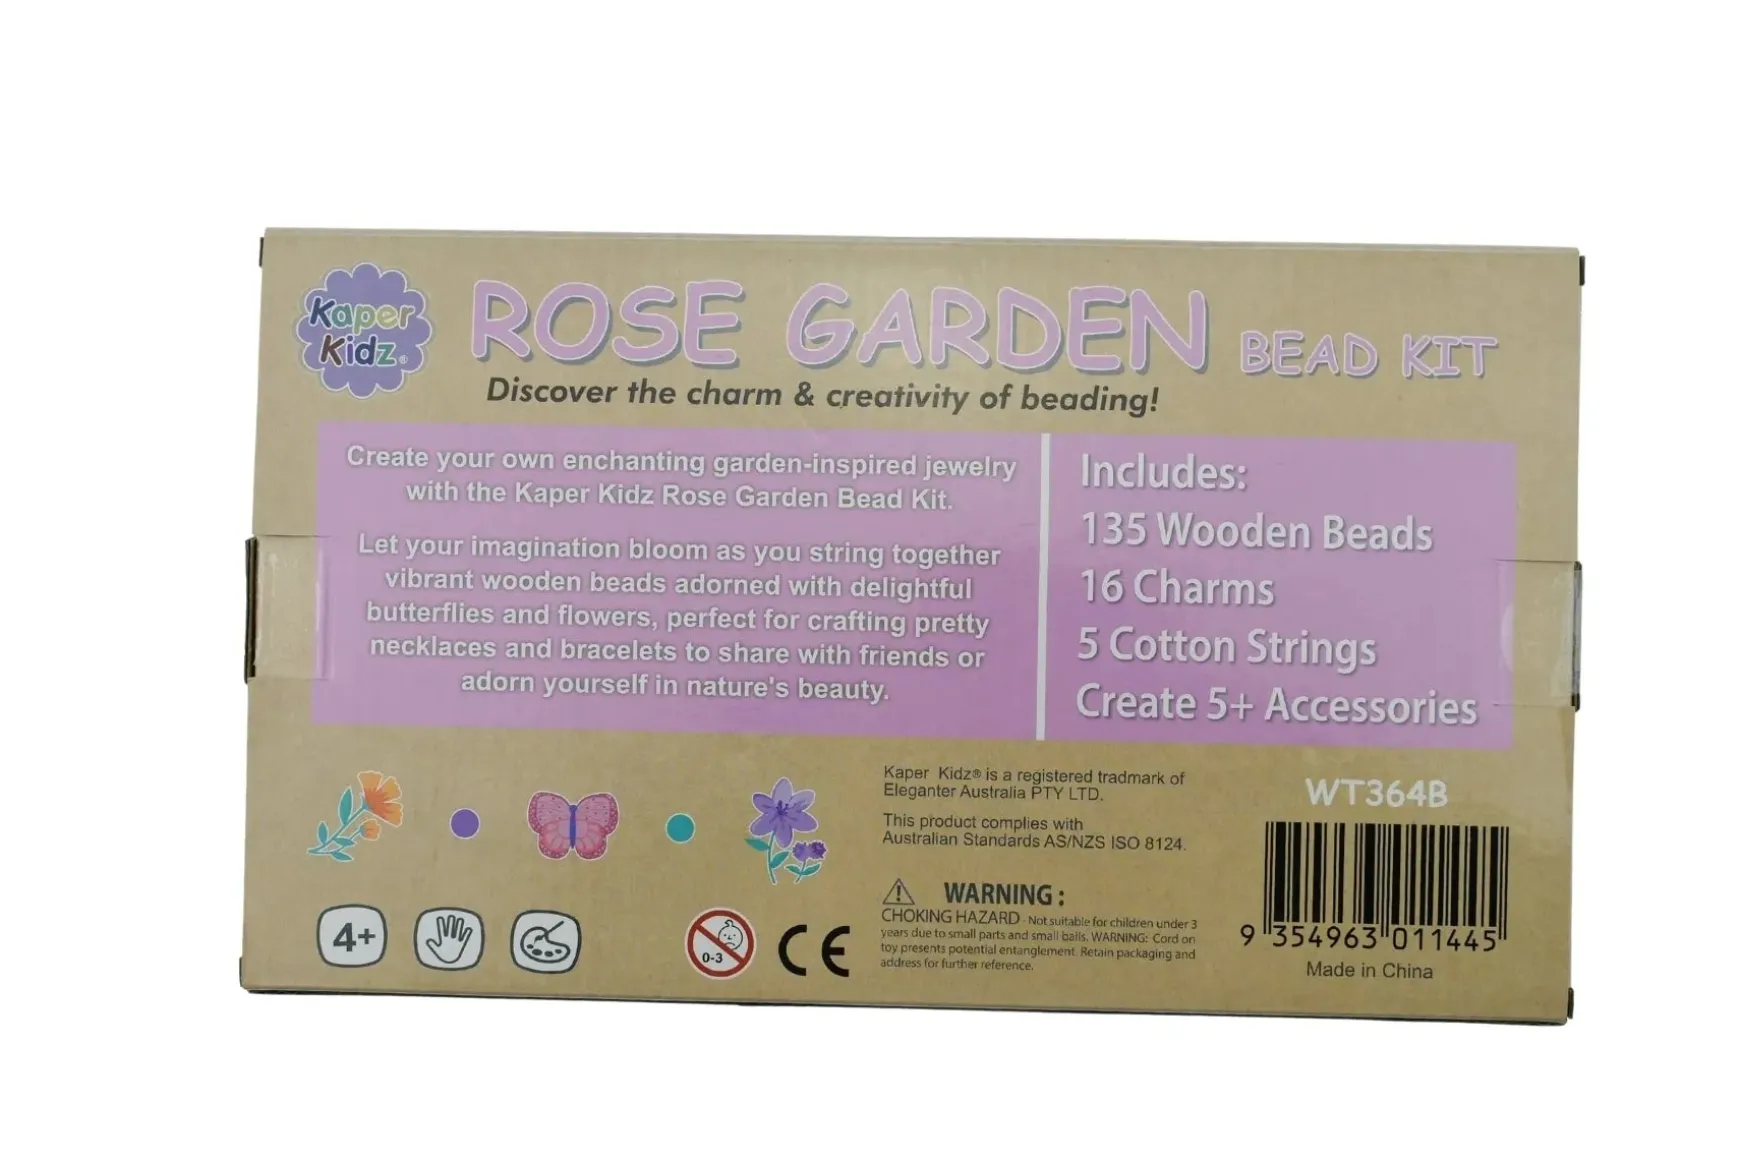 Kaper
Kidz®
ROSE GARDEN BEAD KIT
Discover the charm & creativity of beading!
Create your own enchanting garden-inspired jewelry
with the Kaper Kidz Rose Garden Bead Kit.
Let your imagination bloom as you string together
vibrant wooden beads adorned with delightful
butterflies and flowers, perfect for crafting pretty
necklaces and bracelets to share with friends or
adorn yourself in nature's beauty.
Includes:
135 Wooden Beads
16 Charms
5 Cotton Strings
Create 5+ Accessories
Kaper Kidz® is a registered tradmark of
Eleganter Australia PTY LTD.
This product complies with
Australian Standards AS/NZS ISO 8124.
WARNING :
CHOKING HAZARD - Not suitable for children under 3
years due to small parts and small balls. WARNING: Cord on
toy presents potential entanglement. Retain packaging and
address for further reference.
4+
0-3
CE
WT364B
9 354963 011445
Made in China